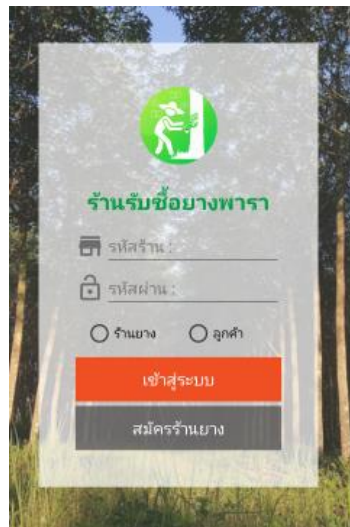 ร้านรับซื้อยางพารา
รหัสร้าน :
รหัสผ่าน :
ร้านยาง ลูกค้า
เข้าสู่ระบบ
สมัครร้านยาง